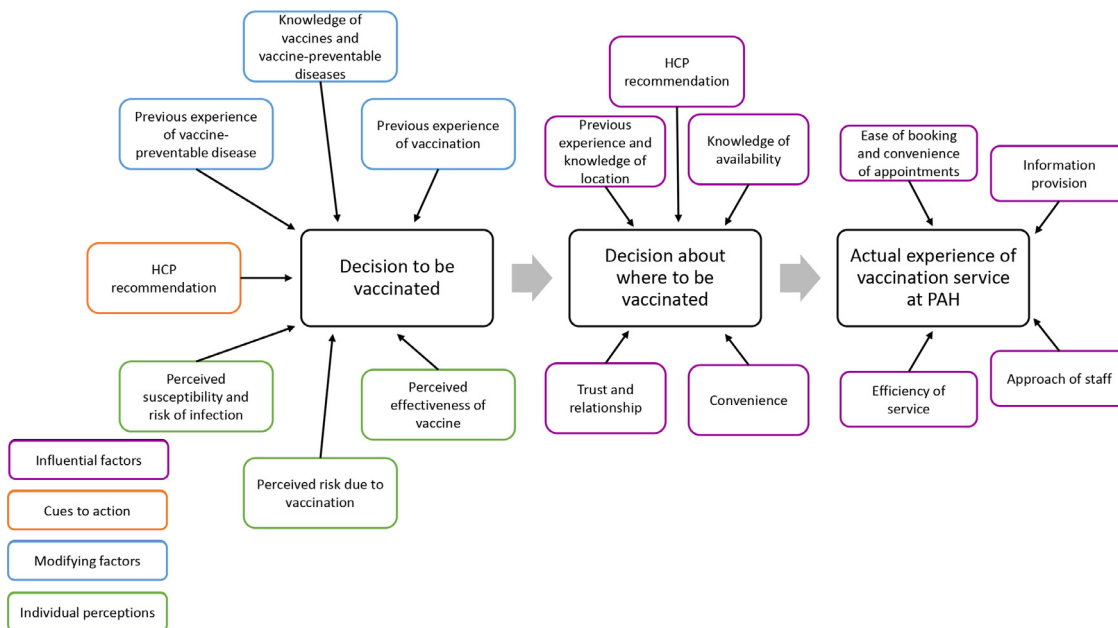 Knowledge of
vaccines and
vaccine-preventable
diseases
HCP
recommendation
Previous experience
of vaccine-
preventable disease
Previous experience
of vaccination
Previous
experience and
knowledge of
location
Knowledge of
availability
Ease of booking
and convenience
of appointments
Information
provision
HCP
recommendation
Decision to be
vaccinated
Decision about
where to be
vaccinated
Actual experience of
vaccination service
at PAH
Perceived
susceptibility and
risk of infection
Perceived
effectiveness of
vaccine
Trust and
relationship
Convenience
Efficiency of
service
Approach of staff
Perceived risk due to
vaccination
Influential factors
Cues to action
Modifying factors
Individual perceptions